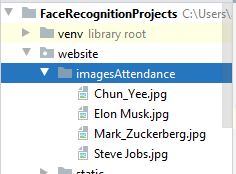 FaceRecognitionProjects C:\Users\
venv library root
website
imagesAttendance
Chun_Yee.jpg
Elon Musk.jpg
Mark_Zuckerberg.jpg
Steve Jobs.jpg
static